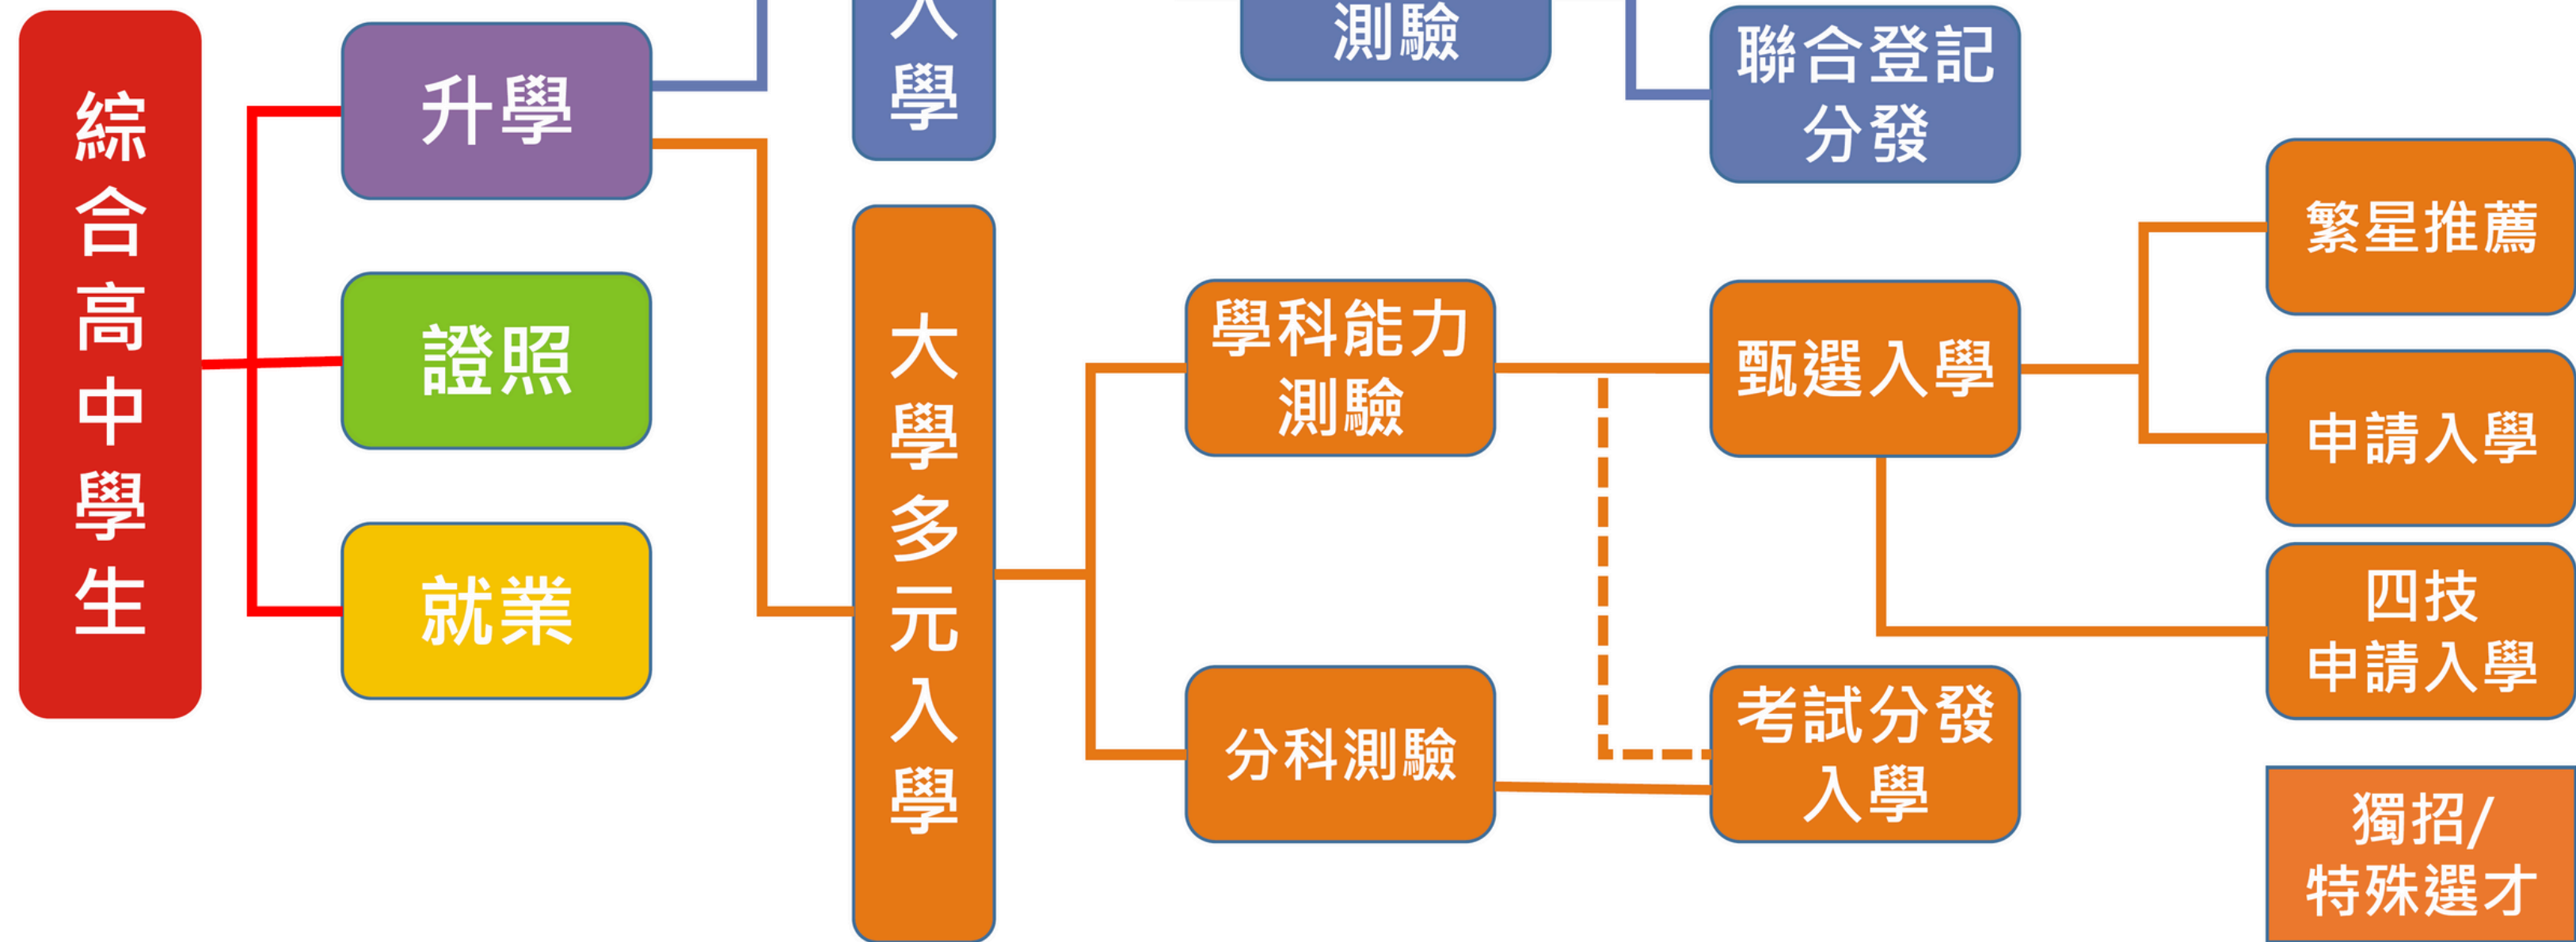 綜合高中學生
升學
證照
就業
入學
測驗
聯合登記
分發
大學多元入學
學科能力
測驗
分科測驗
甄選入學
考試分發
入學
繁星推薦
申請入學
四技
申請入學
獨招/
特殊選才